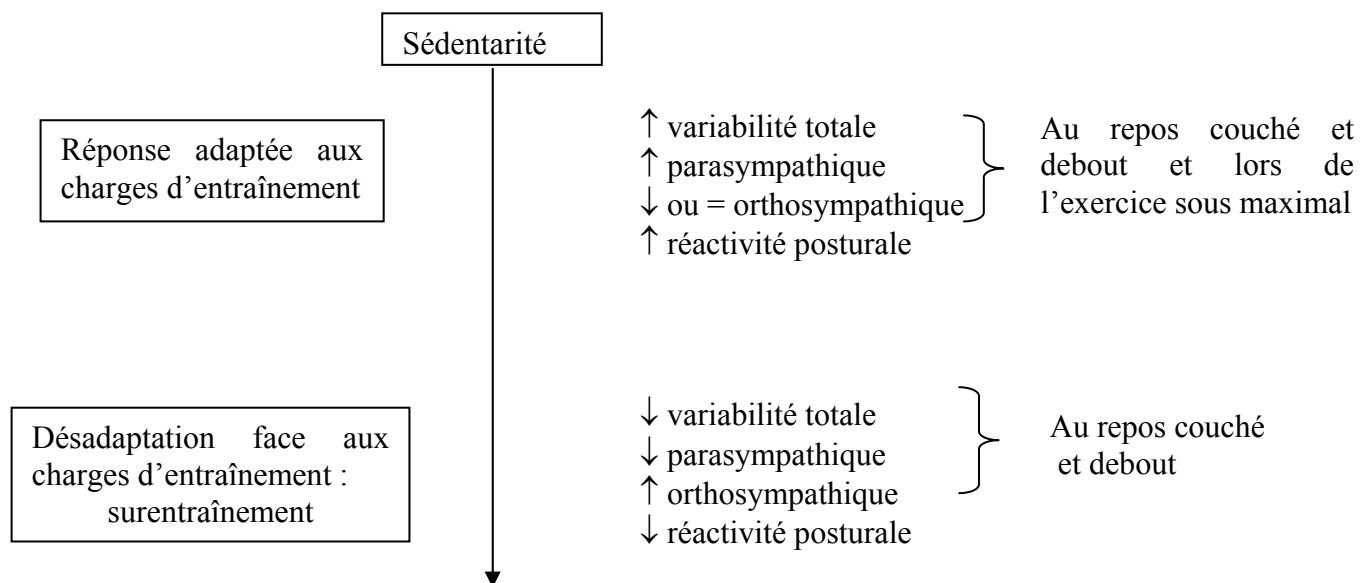 Sédentarité
Réponse adaptée aux
charges d’entraînement
↑ variabilité totale
↑ parasympathique
↓ ou = orthosympathique
↑ réactivité posturale
Au repos couché et
debout et lors de
l’exercice sous maximal
Désadaptation face aux
charges d’entraînement :
surentraînement
↓ variabilité totale
↓ parasympathique
↑ orthosympathique
↓ réactivité posturale
Au repos couché
et debout